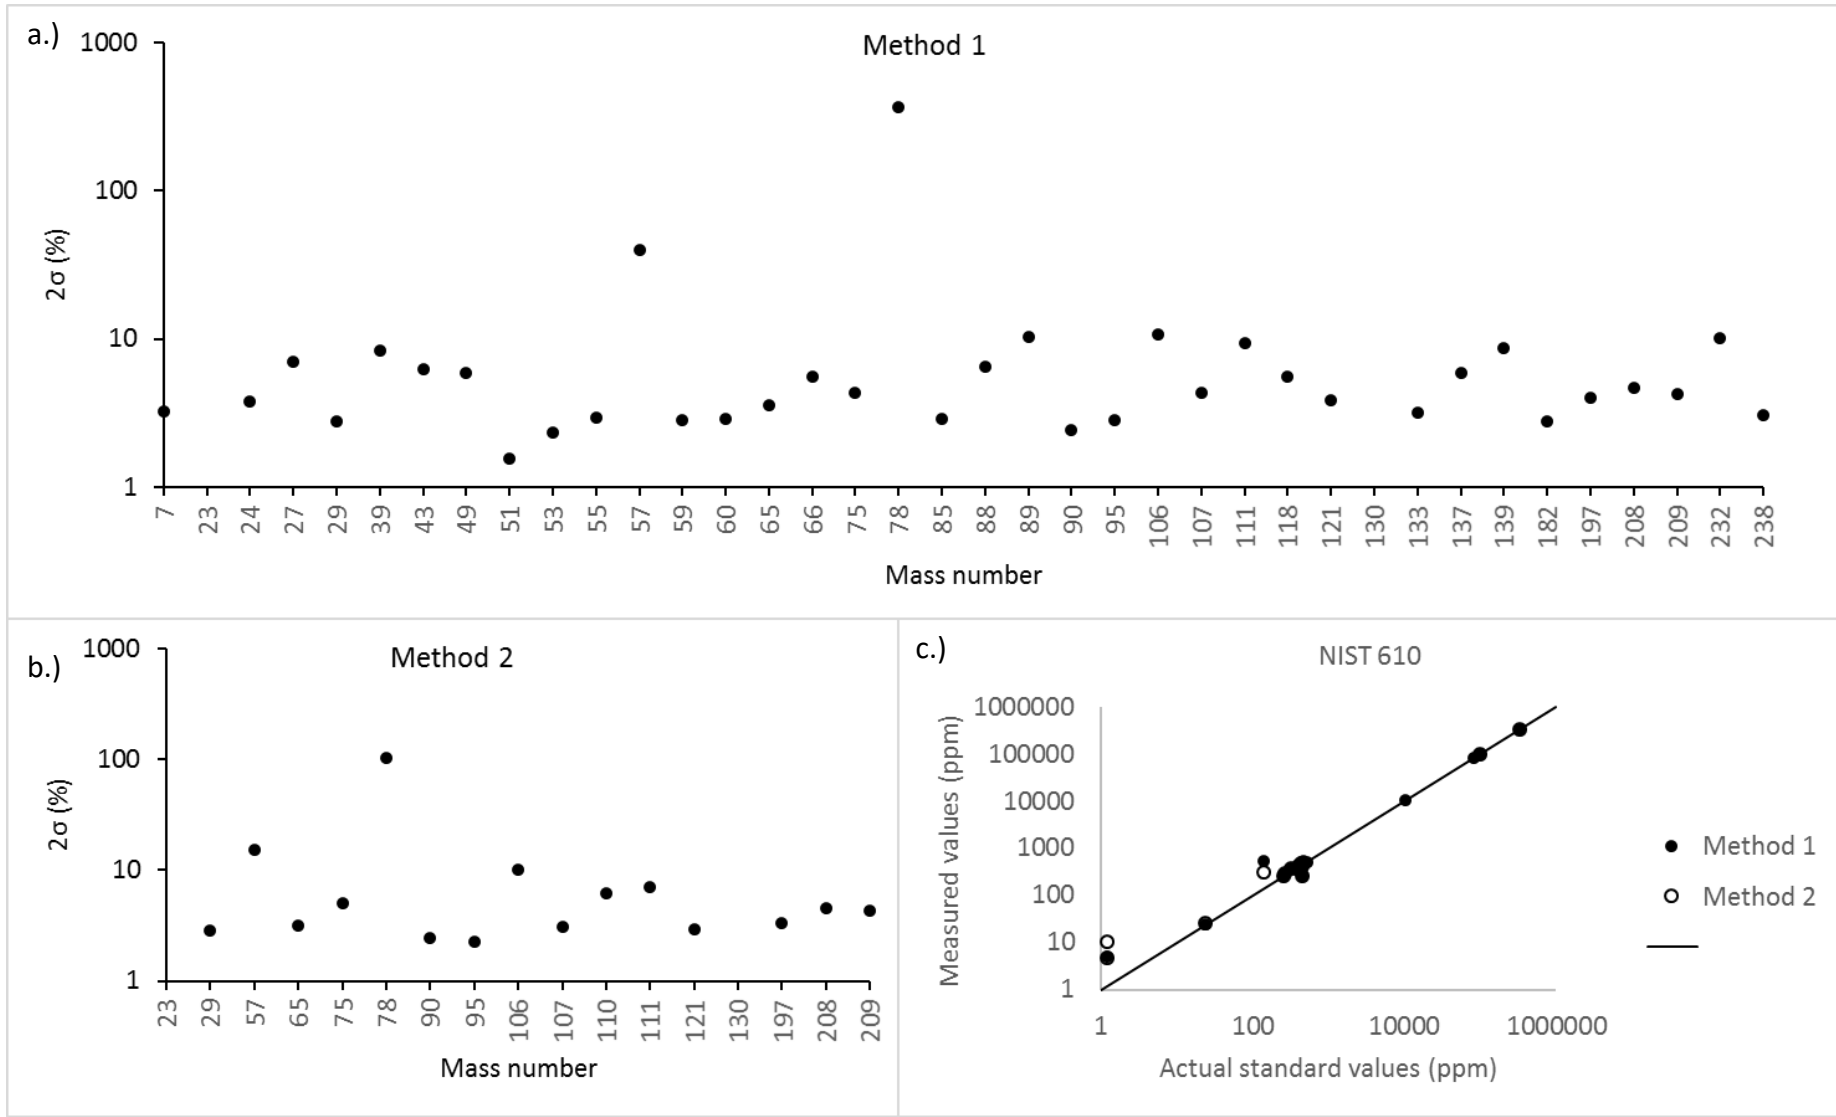 a.)
Method 1
1000
100
10
1
2σ (%)
7 23 24 27 29 39 43 49 51 53 55 57 59 60 65 66 75 78 85 88 89 90 95 106 107 111 118 121 130 133 137 139 182 197 208 209 232 238
Mass number
b.)
Method 2
1000
100
10
1
2σ (%)
23 29 57 65 75 78 90 95 106 107 110 111 121 130 197 208 209
Mass number
c.)
NIST 610
Measured values (ppm)
1000000
100000
10000
1000
100
10
1
1 100 10000 1000000
Actual standard values (ppm)
Method 1
Method 2